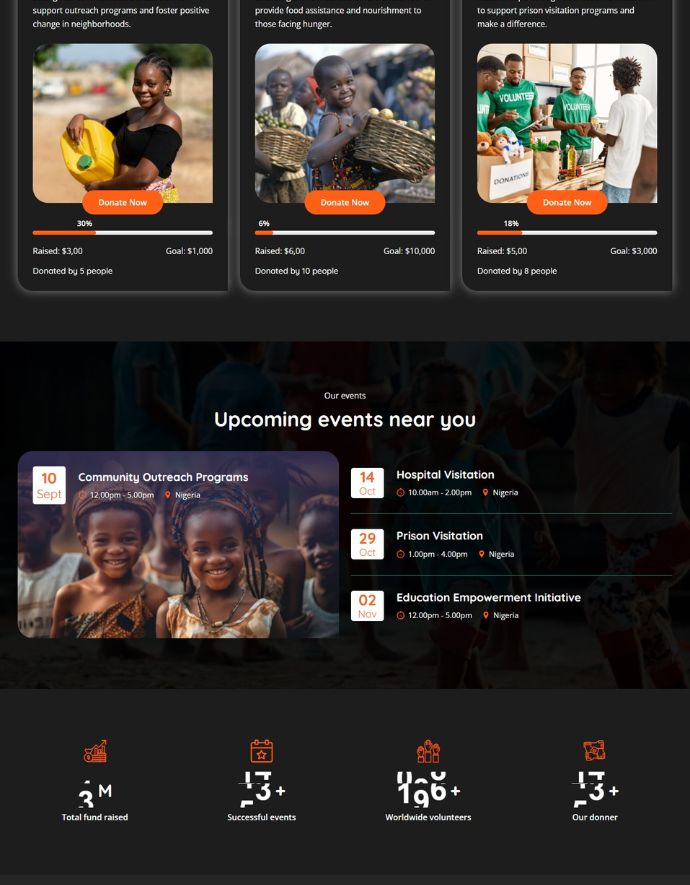 support outreach programs and foster positive
change in neighborhoods.
provide food assistance and nourishment to
those facing hunger.
to support prison visitation programs and
make a difference.
VOLUNTEER
VOLUNTEER
DONATIONS
Donate Now
Donate Now
Donate Now
30%
6%
18%
Raised: $3,00 Goal: $1,000
Raised: $6,00 Goal: $10,000
Raised: $5,00 Goal: $3,000
Donated by 5 people
Donated by 10 people
Donated by 8 people
Our events
Upcoming events near you
10
Sept
Community Outreach Programs
12.00pm - 5.00pm Nigeria
14
Oct
Hospital Visitation
10.00am - 2.00pm Nigeria
29
Oct
Prison Visitation
1.00pm - 4.00pm Nigeria
02
Nov
Education Empowerment Initiative
12.00pm - 5.00pm Nigeria
M
+
+
+
Total fund raised
Successful events
Worldwide volunteers
Our donner